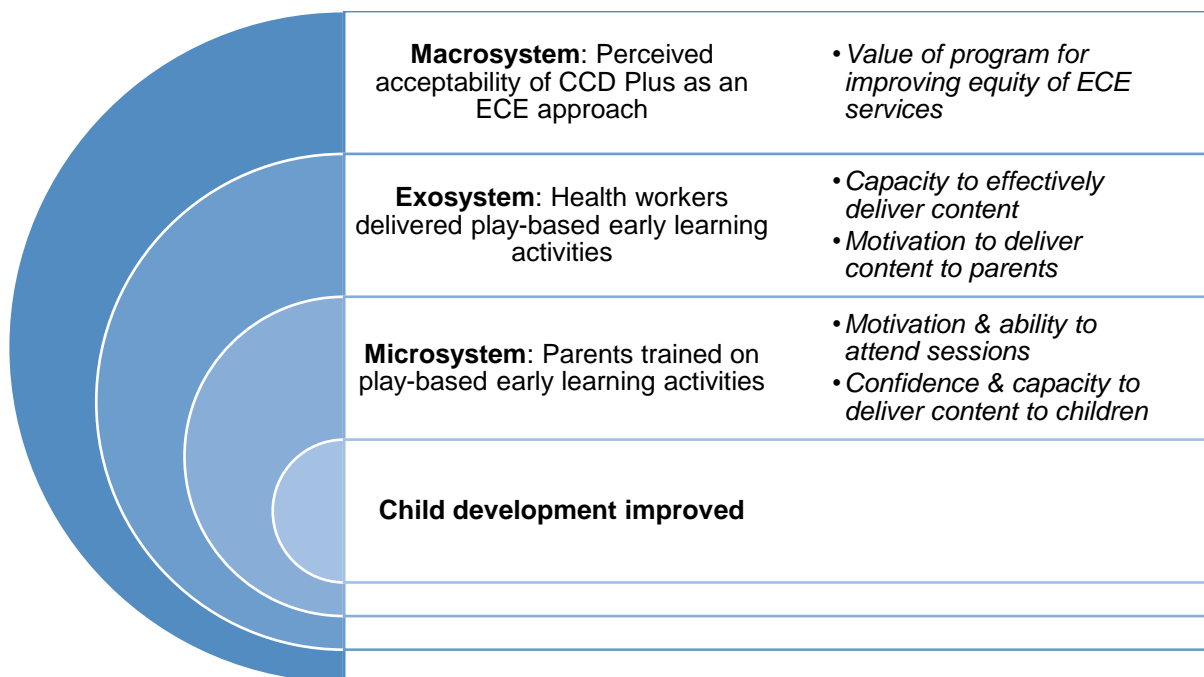 Macrosystem: Perceived
acceptability of CCD Plus as an
ECE approach
• Value of program for
improving equity of ECE
services
Exosystem: Health workers
delivered play-based early learning
activities
• Capacity to effectively
deliver content
• Motivation to deliver
content to parents
Microsystem: Parents trained on
play-based early learning activities
• Motivation & ability to
attend sessions
• Confidence & capacity to
deliver content to children
Child development improved